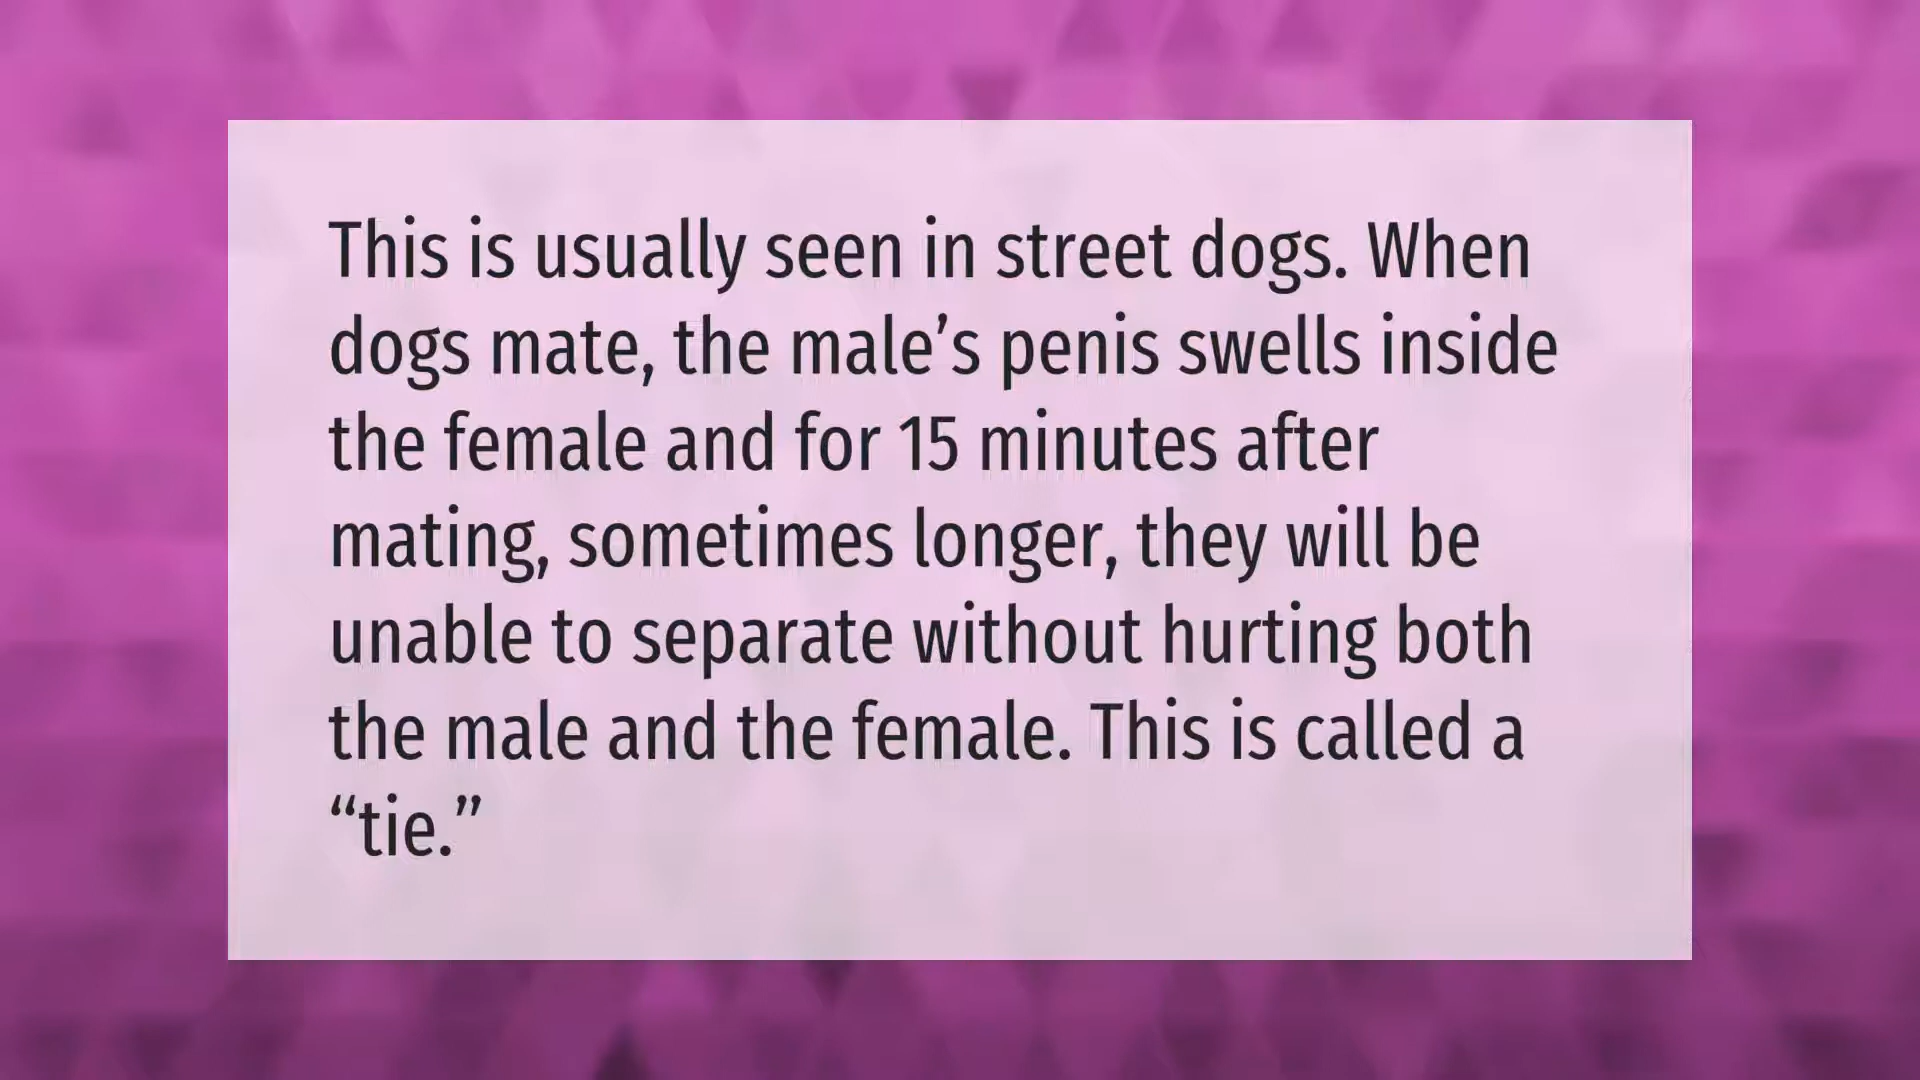 This is usually seen in street dogs. When
dogs mate, the male’s penis swells inside
the female and for 15 minutes after
mating, sometimes longer, they will be
unable to separate without hurting both
the male and the female. This is called a
“tie.”